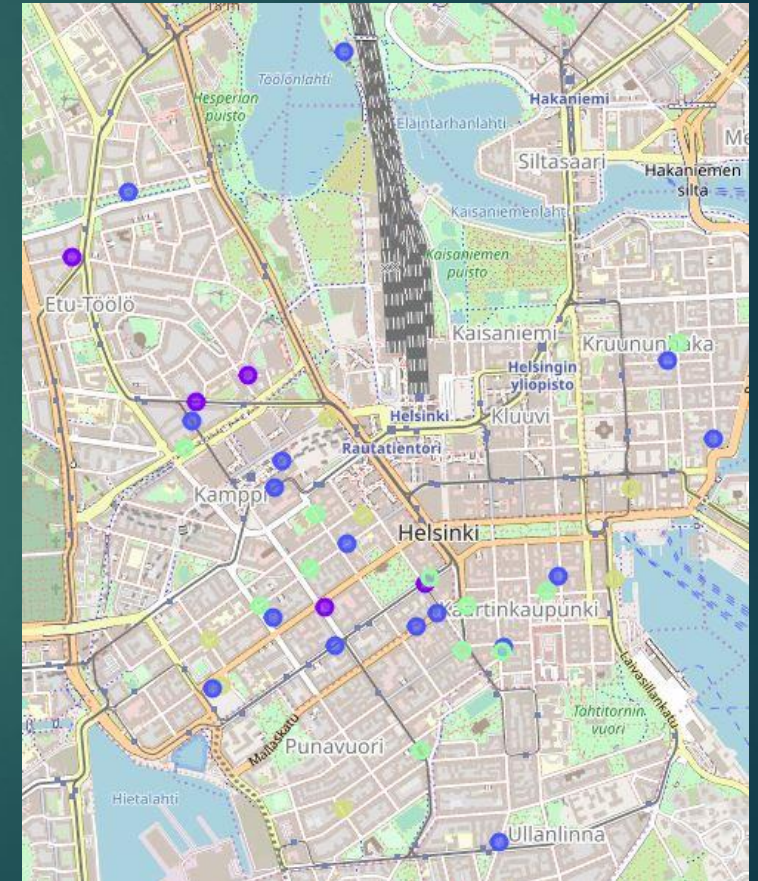 Töölönlahti
Hesperian
puisto
Eläintarhanlahti
Hakaniemi
Siltasaari
Hakaniemen
silta
Kaisaniemenlahti
Kaisaniemen
puisto
Etu-Töölö
Kaisaniemi
Kruununhaka
Helsingin
yliopisto
Helsinki
Kluuvi
Rautatientori
Kamppi
Helsinki
Kaartinkaupunki
Laivasillankatu
Tähtitornin
vuori
Mallaskatu
Punavuori
Hietalahti
Ullanlinna